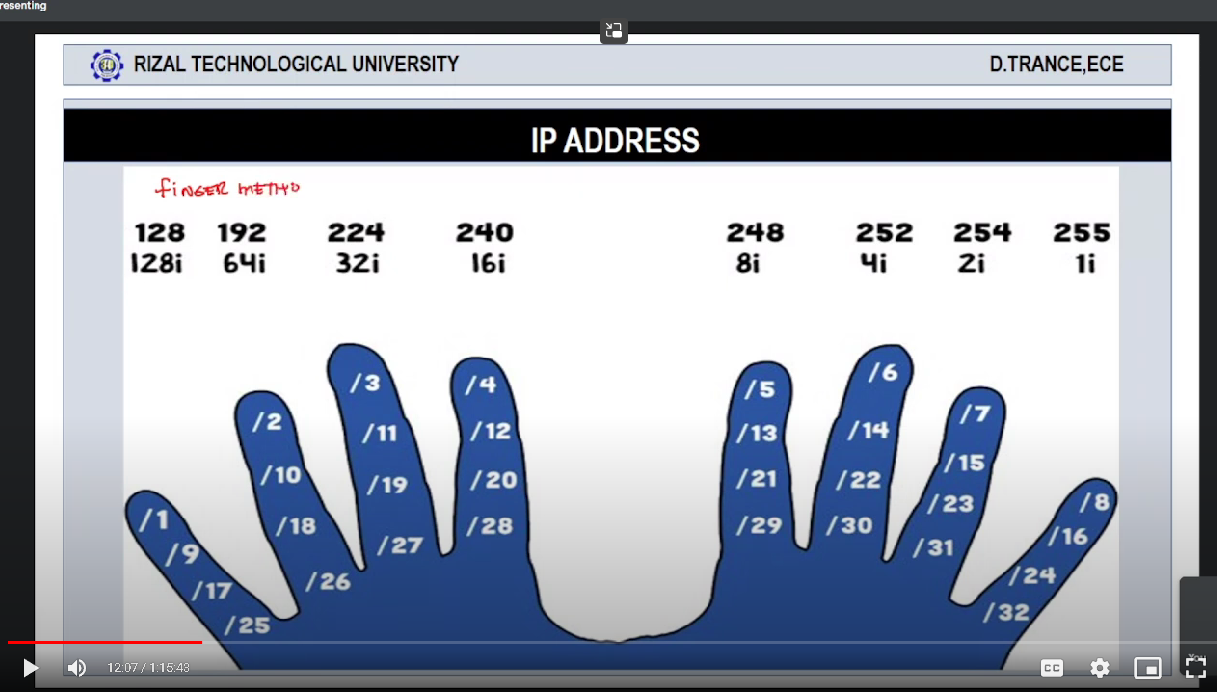 resenting
RIZAL TECHNOLOGICAL UNIVERSITY
D.TRANCE,ECE
IP ADDRESS
FiNGER METHO
128 192 224 240 248 252 254 255
128i 64i 32i 16i 8i 4i 2i 1i
/1 /9 /17 /25
/2 /10 /18 /26
/3 /11 /19 /27
/4 /12 /20 /28
/5 /13 /21 /29
/6 /14 /22 /30
/7 /15 /23 /31
/8 /16 /24 /32
12:07 / 1:15:43
CC
You